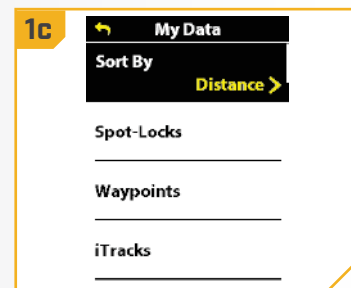 1c
My Data
Sort By
Distance
Spot-Locks
Waypoints
iTracks